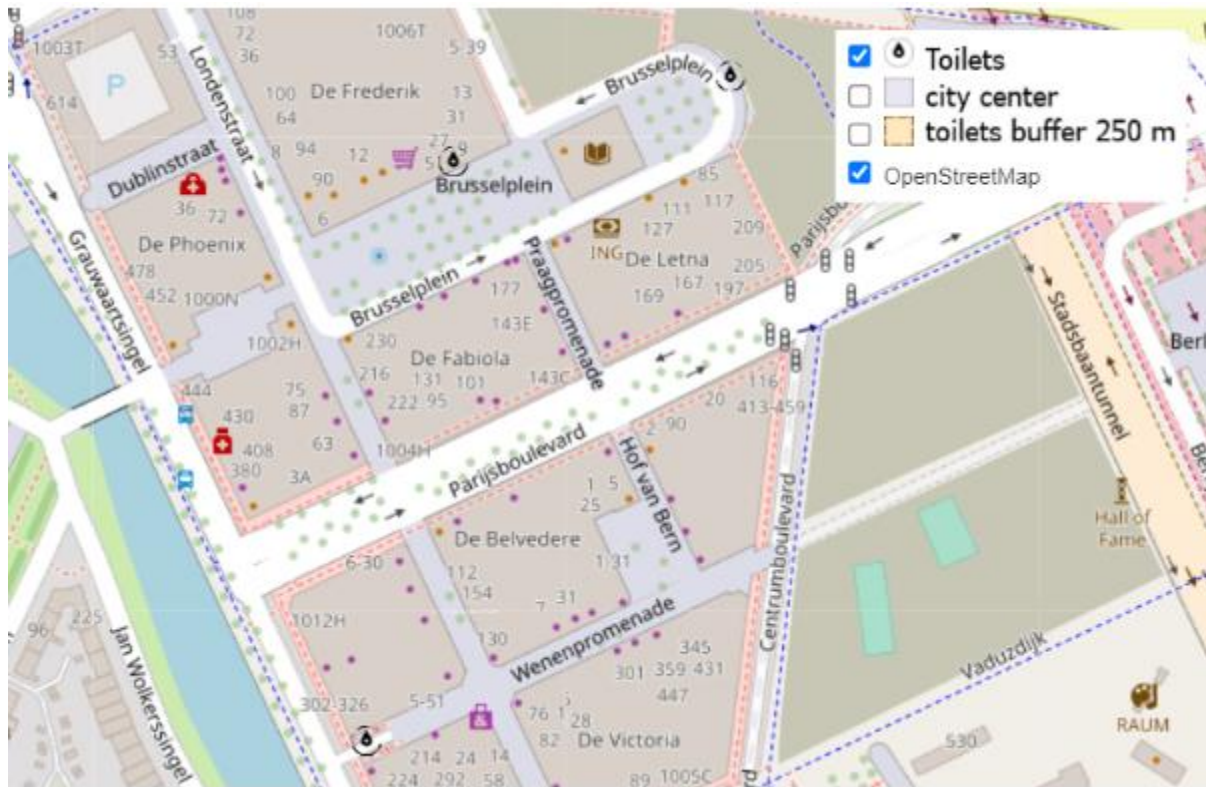 Toilets
city center
toilets buffer 250 m
OpenStreetMap
108
72
36
1006T
5-39
1003T
53
P
614
Londenstraat
De Frederik
100
64
13
31
8
94
12
27
90
6
Brusselplein
Brusselplein
Dublinstraat
36
72
De Phoenix
478
452
1000N
Grauwaartsingel
1002H
Brusselplein
ING
85
117
111
127
209
De Letna
205
197
167
169
Praagpromenade
177
143E
230
De Fabiola
216
131
101
143C
222
95
444
430
75
87
408
63
380
3A
1004H
Parijsboulevard
116
413-459
20
90
2
Hof van Bern
1
5
25
De Belvedere
1-31
6-30
112
154
7
31
130
1012H
Wenenpromenade
Centrumboulevard
Stadsbaantunnel
Hall of
Fame
Vaduzdijk
RAUM
530
96
225
Jan Wolkerssingel
302-326
5-51
214
24
14
224
292
58
76
28
82
De Victoria
345
301
359
431
447
89
1005C